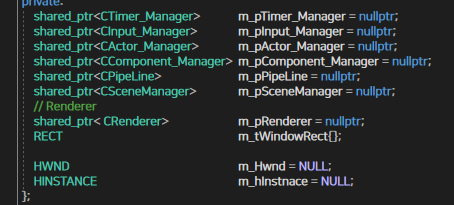 private:
shared_ptr<CTimer_Manager> m_pTimer_Manager = nullptr;
shared_ptr<CInput_Manager> m_pInput_Manager = nullptr;
shared_ptr<CActor_Manager> m_pActor_Manager = nullptr;
shared_ptr<CComponent_Manager> m_pComponent_Manager = nullptr;
shared_ptr<CPipeLine> m_pPipeLine = nullptr;
shared_ptr<CSceneManager> m_pSceneManager = nullptr;
// Renderer
shared_ptr< CRenderer> m_pRenderer = nullptr;
RECT m_tWindowRect{};
HWND m_Hwnd = NULL;
HINSTANCE m_hInstnace = NULL;
};